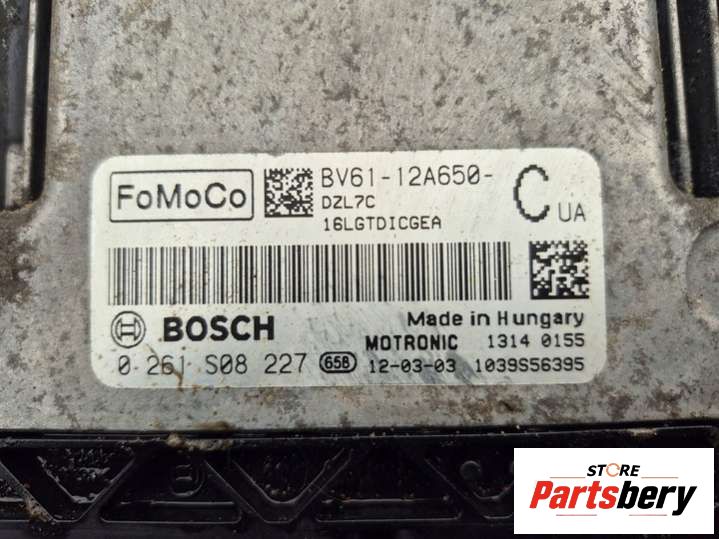 FoMoCo
BV61-12A650-
DZL7C
16LGTDICGEA
C UA
BOSCH
Made in Hungary
MOTRONIC 1314 0155
0 261 S08 227 658 12-03-03 1039S56395
STORE
Partsbery